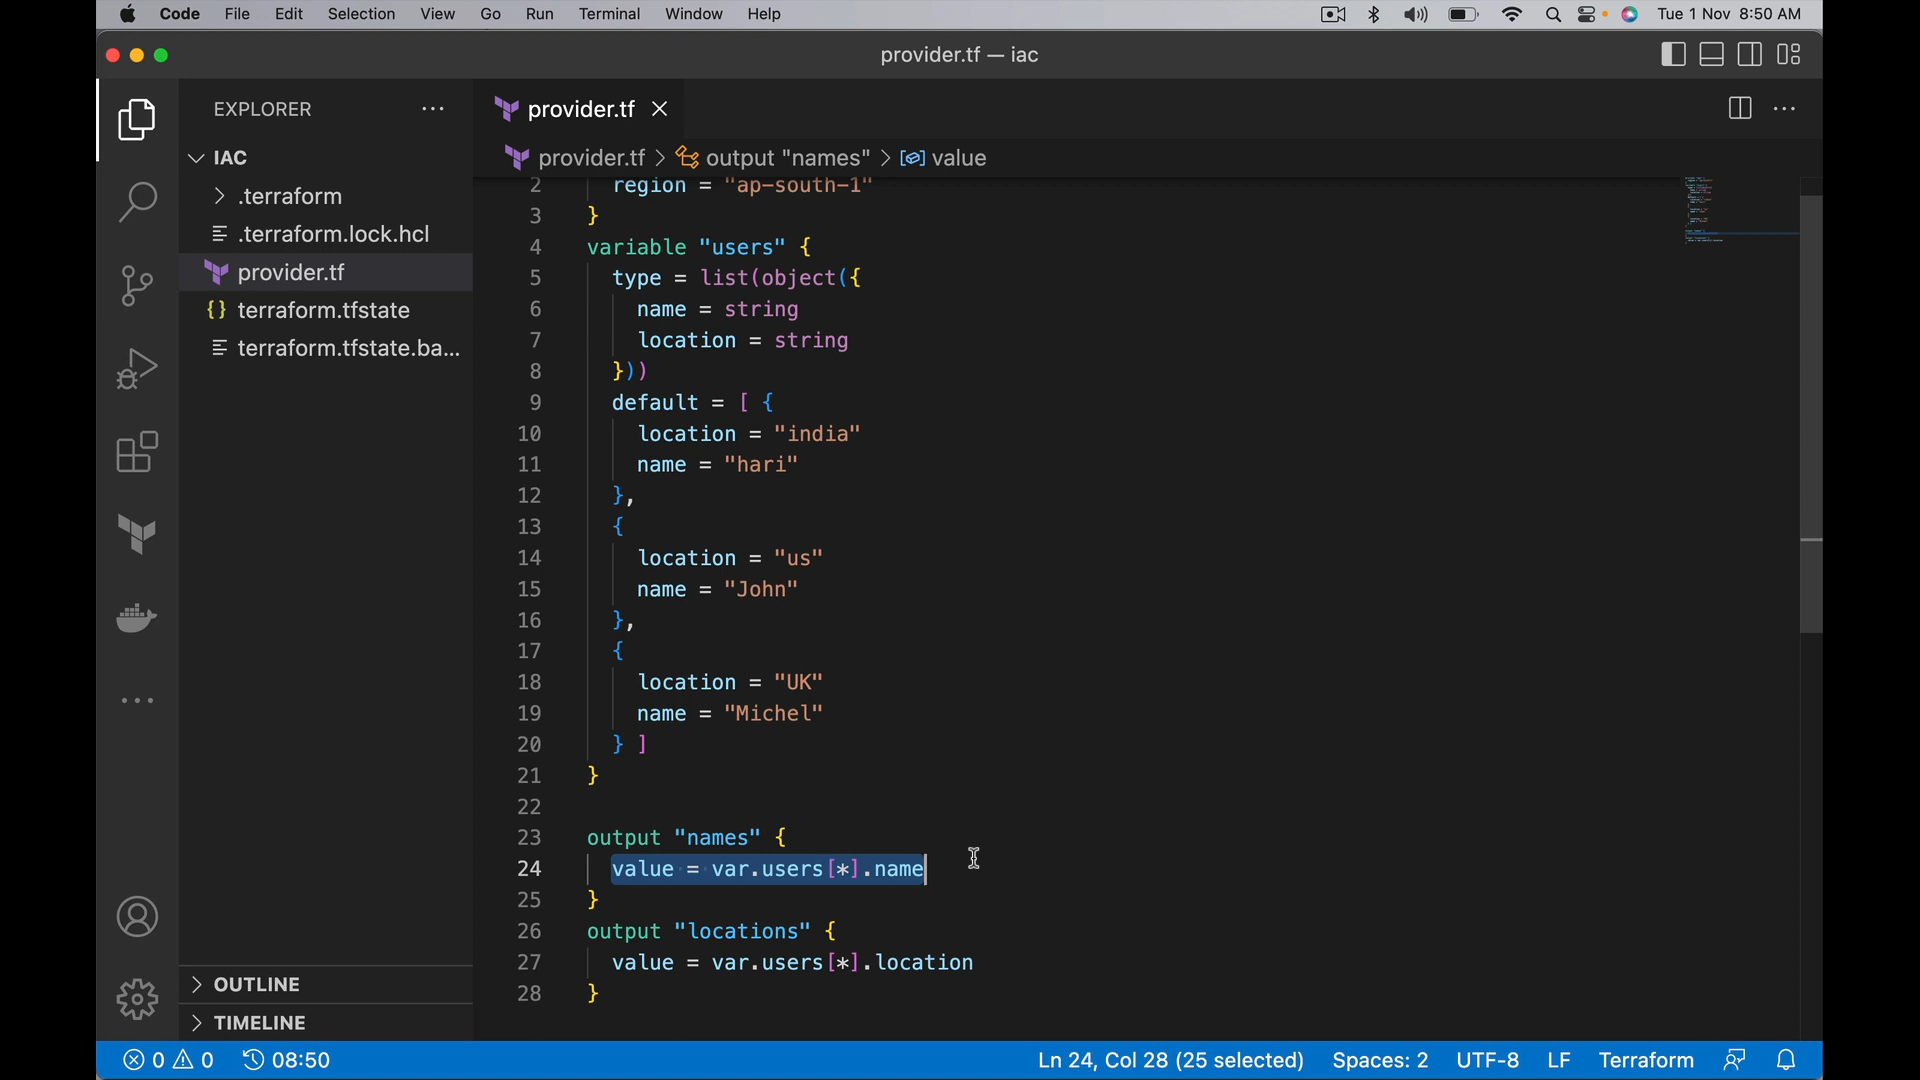 Code File Edit Selection View Go Run Terminal Window Help Tue 1 Nov 8:50 AM
provider.tf — iac
EXPLORER
provider.tf
IAC
provider.tf > output "names" > value
.terraform
.terraform.lock.hcl
provider.tf
terraform.tfstate
terraform.tfstate.ba...
2 region = "ap-south-1"
3 }
4 variable "users" {
5 type = list(object({
6 name = string
7 location = string
8 }))
9 default = [ {
10 location = "india"
11 name = "hari"
12 },
13 {
14 location = "us"
15 name = "John"
16 },
17 {
18 location = "UK"
19 name = "Michel"
20 } ]
21 }
22
23 output "names" {
24 value = var.users[*].name
25 }
26 output "locations" {
27 value = var.users[*].location
28 }
OUTLINE
TIMELINE
0 0 08:50 Ln 24, Col 28 (25 selected) Spaces: 2 UTF-8 LF Terraform